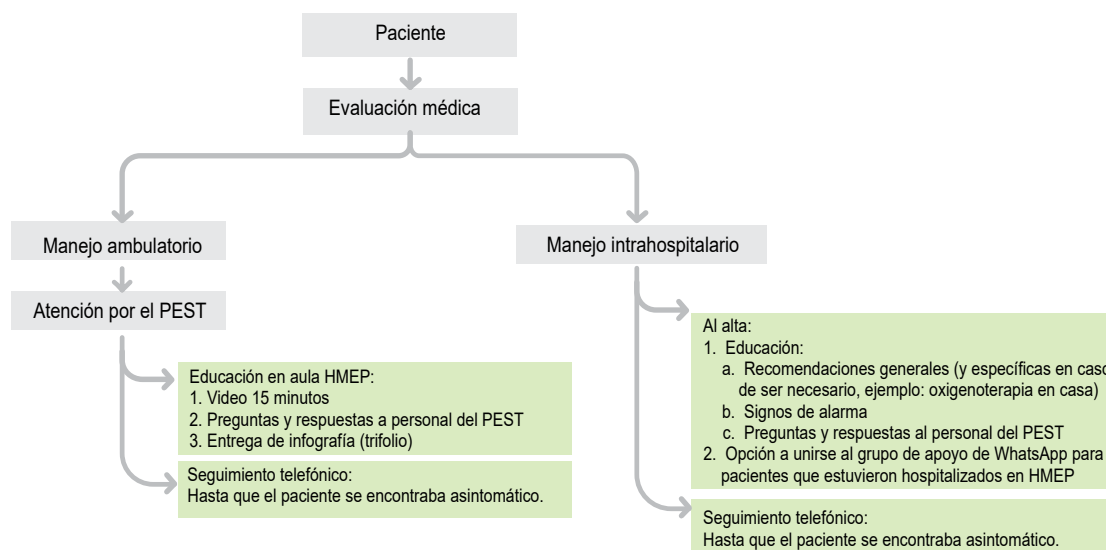 Paciente
Evaluación médica
Manejo ambulatorio
Atención por el PEST
Educación en aula HMEP:
1. Video 15 minutos
2. Preguntas y respuestas a personal del PEST
3. Entrega de infografía (trifolio)
Seguimiento telefónico:
Hasta que el paciente se encontraba asintomático.
Manejo intrahospitalario
Al alta:
1. Educación:
a. Recomendaciones generales (y específicas en caso
de ser necesario, ejemplo: oxigenoterapia en casa)
b. Signos de alarma
c. Preguntas y respuestas al personal del PEST
2. Opción a unirse al grupo de apoyo de WhatsApp para
pacientes que estuvieron hospitalizados en HMEP
Seguimiento telefónico:
Hasta que el paciente se encontraba asintomático.